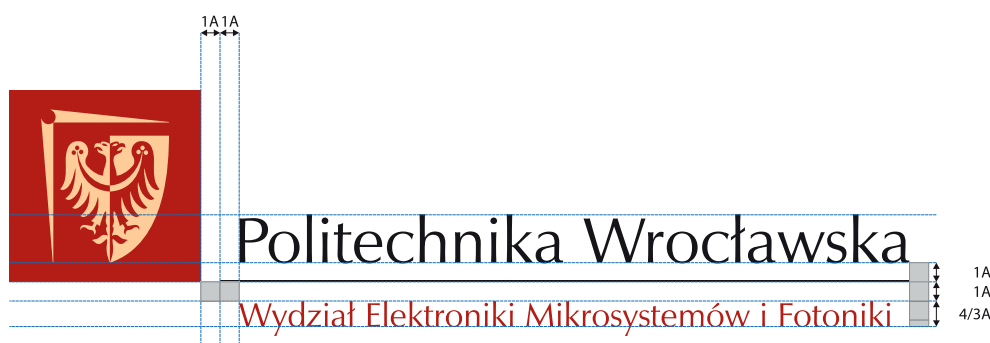 1A 1A
Politechnika Wrocławska
1A
1A
Wydział Elektroniki Mikrosystemów i Fotoniki
4/3A